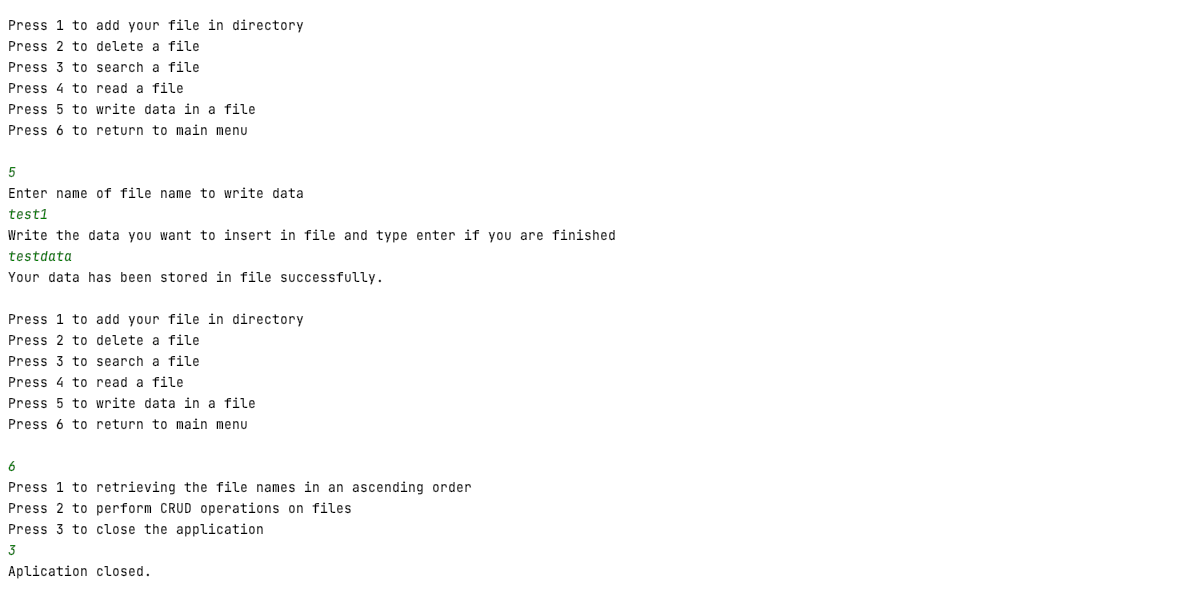 Press 1 to add your file in directory
Press 2 to delete a file
Press 3 to search a file
Press 4 to read a file
Press 5 to write data in a file
Press 6 to return to main menu
5
Enter name of file name to write data
test1
Write the data you want to insert in file and type enter if you are finished
testdata
Your data has been stored in file successfully.
Press 1 to add your file in directory
Press 2 to delete a file
Press 3 to search a file
Press 4 to read a file
Press 5 to write data in a file
Press 6 to return to main menu
6
Press 1 to retrieving the file names in an ascending order
Press 2 to perform CRUD operations on files
Press 3 to close the application
3
Aplication closed.